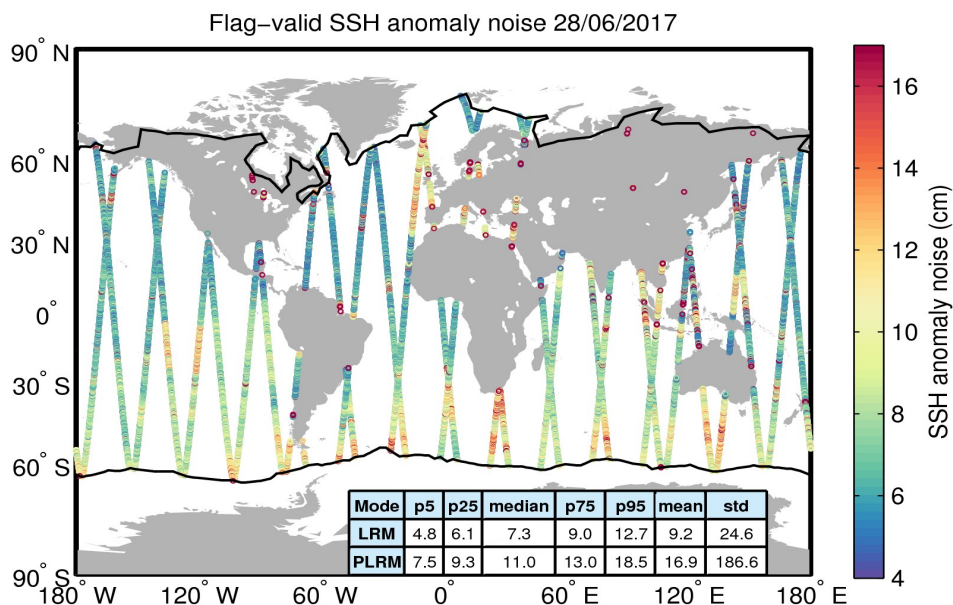 Flag−valid SSH anomaly noise 28/06/2017
90° N
60° N
30° N
0°
30° S
60° S
90° S
180° W
120° W
60° W
0°
60° E
120° E
180° E
Mode p5 p25 median p75 p95 mean std
LRM 4.8 6.1 7.3 9.0 12.7 9.2 24.6
PLRM 7.5 9.3 11.0 13.0 18.5 16.9 186.6
16
14
12
10
8
6
4
SSH anomaly noise (cm)